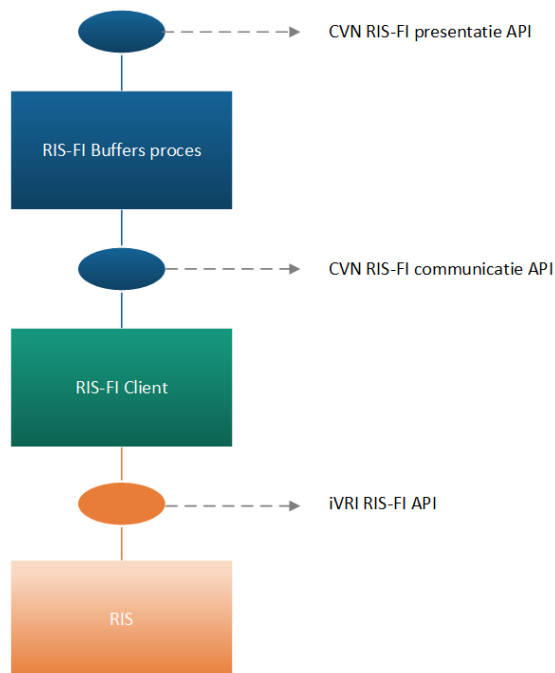 CVN RIS-FI presentatie API
RIS-FI Buffers proces
CVN RIS-FI communicatie API
RIS-FI Client
iVRI RIS-FI API
RIS